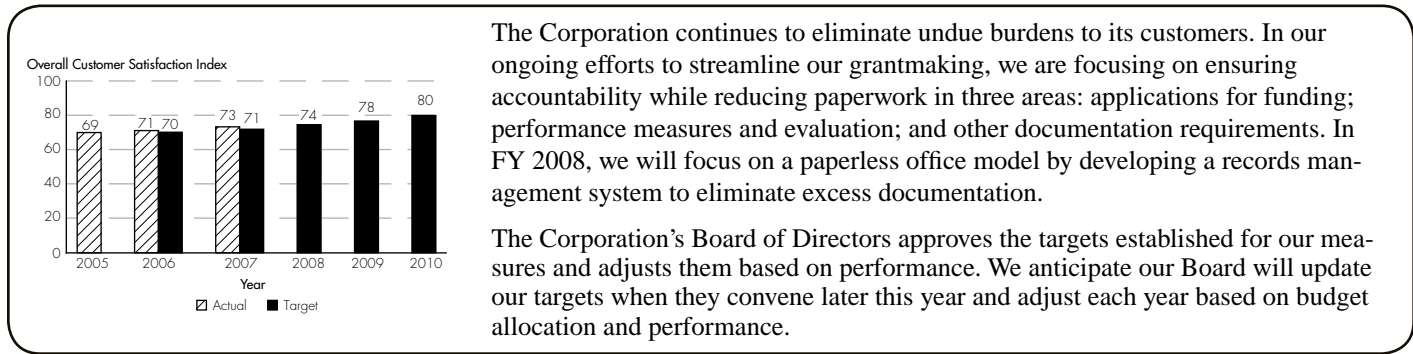 Overall Customer Satisfaction Index
100
80
60
40
20
0
69
71 70
73 71
74
78
80
2005 2006 2007 2008 2009 2010
Year
Actual Target
The Corporation continues to eliminate undue burdens to its customers. In our
ongoing efforts to streamline our grantmaking, we are focusing on ensuring
accountability while reducing paperwork in three areas: applications for funding;
performance measures and evaluation; and other documentation requirements. In
FY 2008, we will focus on a paperless office model by developing a records man-
agement system to eliminate excess documentation.
The Corporation’s Board of Directors approves the targets established for our mea-
sures and adjusts them based on performance. We anticipate our Board will update
our targets when they convene later this year and adjust each year based on budget
allocation and performance.